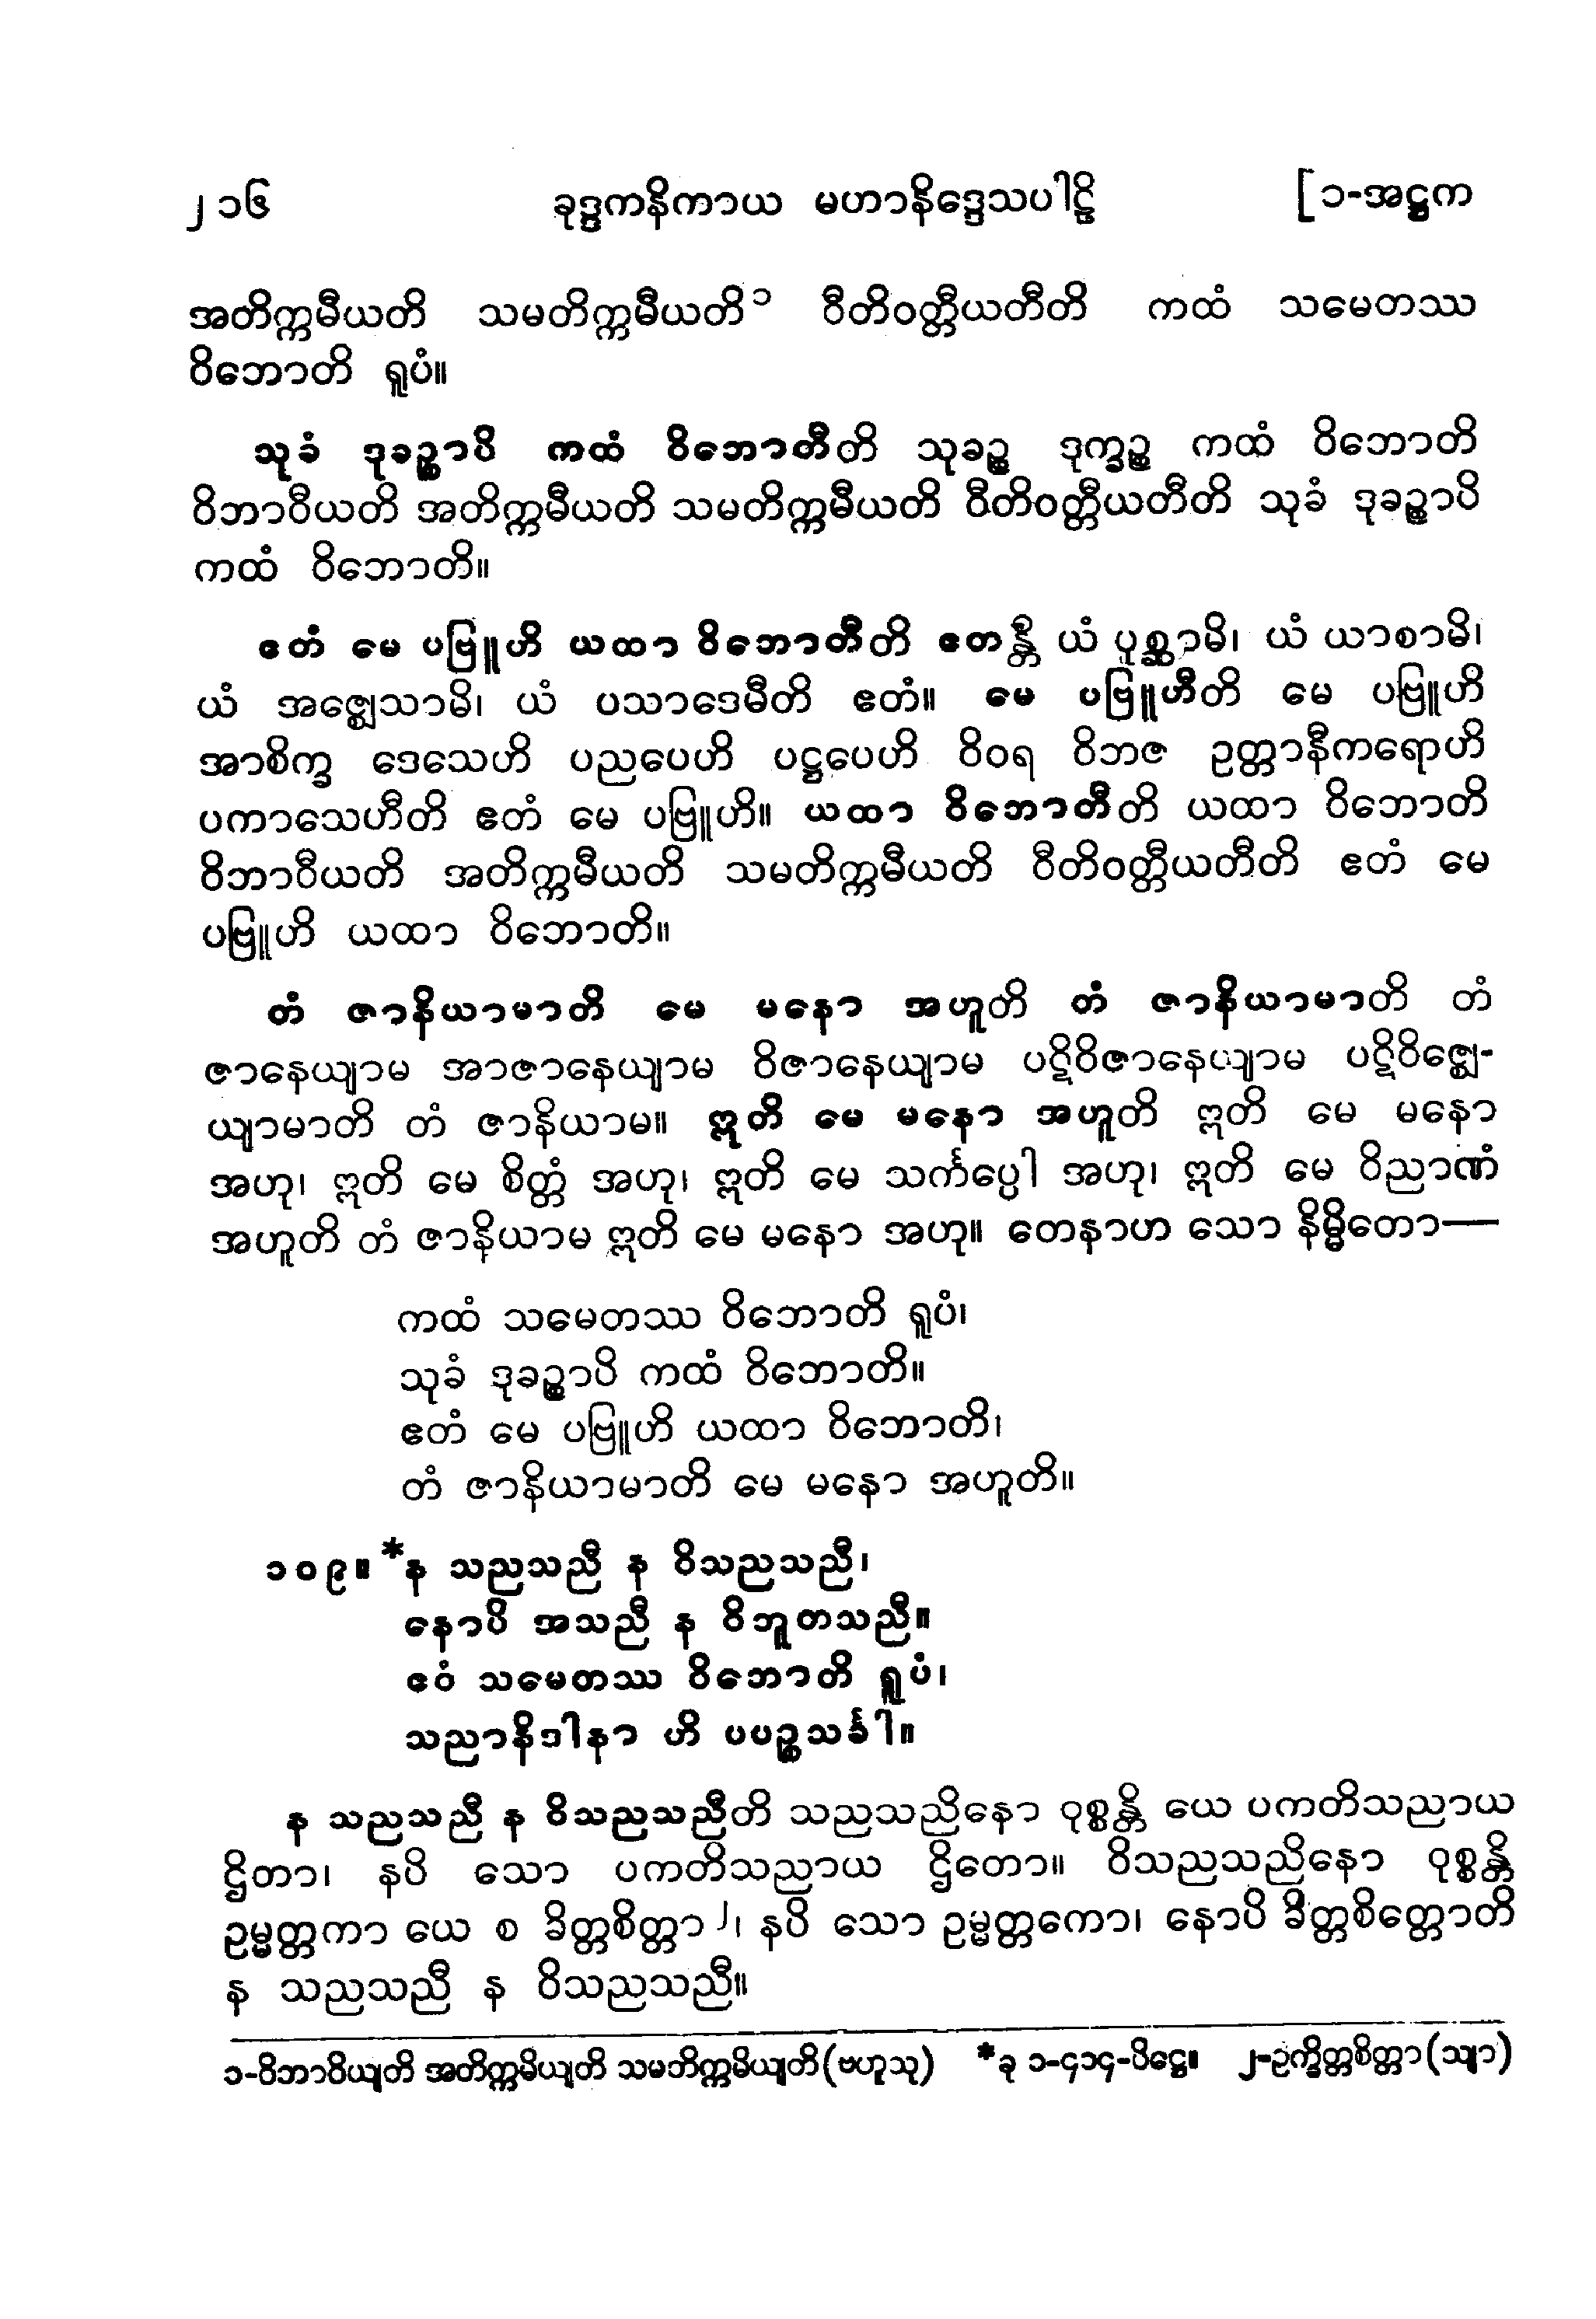 ၂၁၆ ခုဒ္ဒကနိကာယ မဟာနိဒ္ဒေသပါဠိ [၁-အဋ္ဌက
အတိက္ကမီယတိ သမတိက္ကမီယတိ၁ ဝီတိဝတ္တီယတီတိ ကထံ သမေတဿ
ဝိဘောတိ ရူပံ။
သုခံ ဒုခဉ္စာပိ ကထံ ဝိဘောတီတိ သုခဉ္စ ဒုက္ခဉ္စ ကထံ ဝိဘောတိ
ဝိဘာဝီယတိ အတိက္ကမီယတိ သမတိက္ကမီယတိ ဝီတိဝတ္တီယတီတိ သုခံ ဒုခဉ္စာပိ
ကထံ ဝိဘောတိ။
ဧတံ မေ ပဗြူဟိ ယထာ ဝိဘောတီတိ ဧတန္တိ ယံ ပုစ္ဆာမိ၊ ယံ ယာစာမိ၊
ယံ အဇ္ဈေသာမိ၊ ယံ ပသာဒေမီတိ ဧတံ။ မေ ပဗြူဟီတိ မေ ပဗြူဟိ
အာစိက္ခ ဒေသေဟိ ပညပေဟိ ပဋ္ဌပေဟိ ဝိဝရ ဝိဘဇ ဥတ္တာနီကရောဟိ
ပကာသေဟီတိ ဧတံ မေ ပဗြူဟိ။ ယထာ ဝိဘောတီတိ ယထာ ဝိဘောတိ
ဝိဘာဝီယတိ အတိက္ကမီယတိ သမတိက္ကမီယတိ ဝီတိဝတ္တီယတီတိ ဧတံ မေ
ပဗြူဟိ ယထာ ဝိဘောတိ။
တံ ဇာနိယာမာတိ မေ မနော အဟူတိ တံ ဇာနိယာမာတိ တံ
ဇာနေယျာမ အာဇာနေယျာမ ဝိဇာနေယျာမ ပဋိဝိဇာနေယျာမ ပဋိဝိဇ္ဈေ-
ယျာမာတိ တံ ဇာနိယာမ။ ဣတိ မေ မနော အဟူတိ ဣတိ မေ မနော
အဟု၊ ဣတိ မေ စိတ္တံ အဟု၊ ဣတိ မေ သင်္ကပ္ပေါ အဟု၊ ဣတိ မေ ဝိညာဏံ
အဟူတိ တံ ဇာနိယာမ ဣတိ မေ မနော အဟု။ တေနာဟ သော နိမ္မိတော—
ကထံ သမေတဿ ဝိဘောတိ ရူပံ၊
သုခံ ဒုခဉ္စာပိ ကထံ ဝိဘောတိ။
ဧတံ မေ ပဗြူဟိ ယထာ ဝိဘောတိ၊
တံ ဇာနိယာမာတိ မေ မနော အဟူတိ။
၁၀၉။ *န သညသညီ န ဝိသညသညီ၊
နောပိ အသညီ န ဝိဘူတသညီ။
ဧဝံ သမေတဿ ဝိဘောတိ ရူပံ၊
သညာနိဒါနာ ဟိ ပပဉ္စသင်္ခါ။
န သညသညီ န ဝိသညသညီတိ သညသညိနော ဝုစ္စန္တိ ယေ ပကတိသညာယ
ဌိတာ၊ နပိ သော ပကတိသညာယ ဌိတော။ ဝိသညသညိနော ဝုစ္စန္တိ
ဥမ္မတ္တကာ ယေ စ ခိတ္တစိတ္တာ၂၊ နပိ သော ဥမ္မတ္တကော၊ နောပိ ခိတ္တစိတ္တောတိ
န သညသညီ န ဝိသညသညီ။
၁-ဝိဘာဝိယျတိ အတိက္ကမိယျတိ သမတိက္ကမိယျတိ(ဗဟူသု) *ခု ၁-၄၁၄-ပိဋ္ဌေ။ ၂-ဥက္ခိတ္တစိတ္တာ(သျာ)